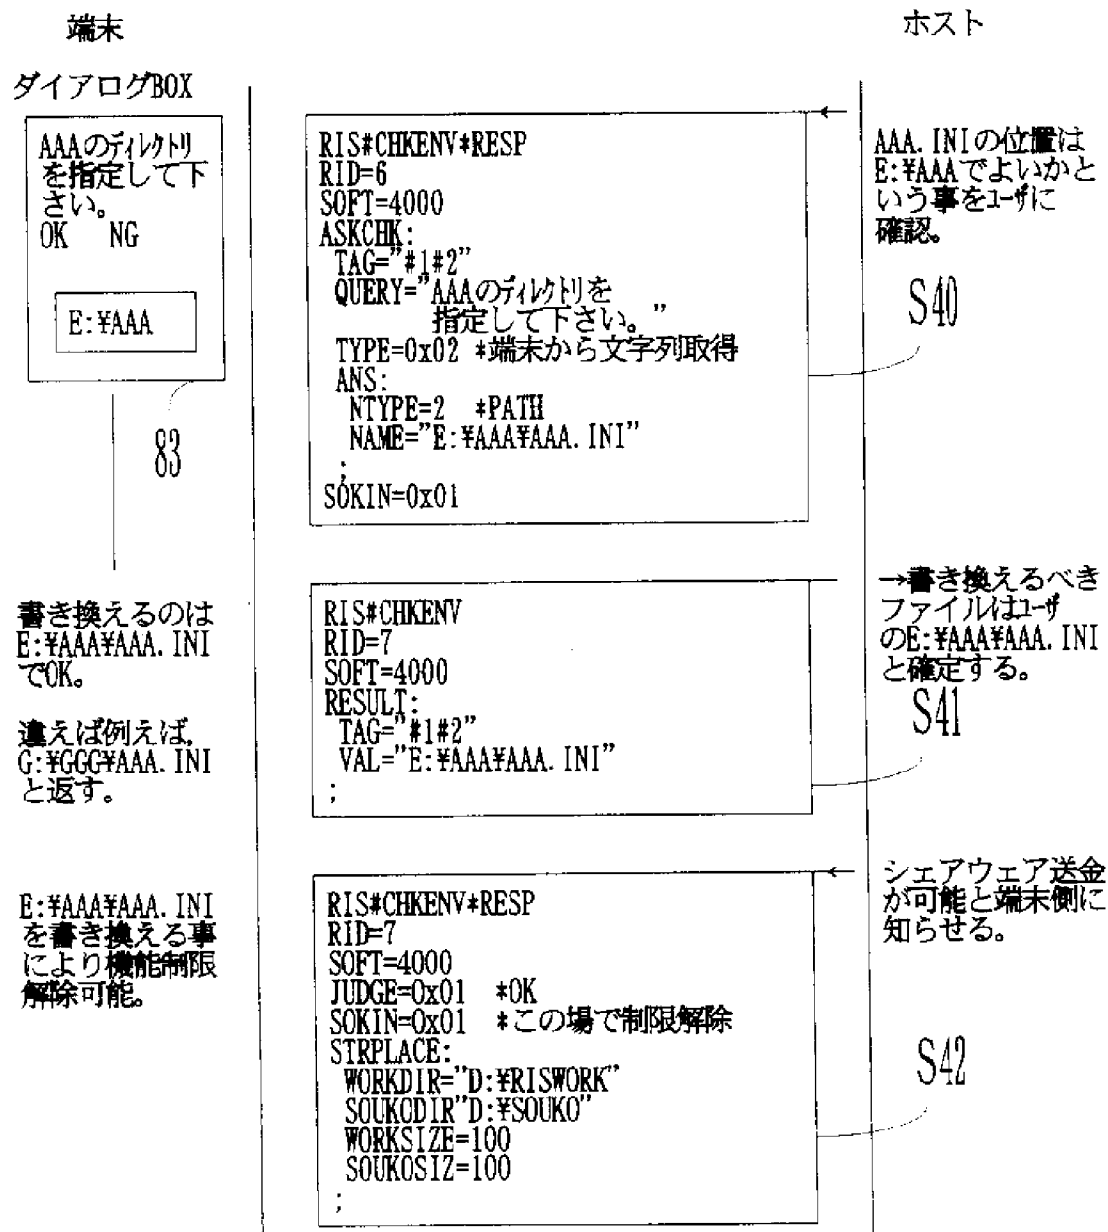 端末
ホスト
ダイアログBOX
AAAのディレクトリ
を指定して下
さい。
OK NG
E:¥AAA
83
RIS#CHKENV*RESP
RID=6
SOFT=4000
ASKCHK:
TAG="#1#2"
QUERY="AAAのディレクトリを
指定して下さい。"
TYPE=0x02 *端末から文字列取得
ANS:
NTYPE=2 *PATH
NAME="E:¥AAA¥AAA.INI"
;
SOKIN=0x01
AAA.INIの位置は
E:¥AAAでよいかと
いう事をユーザに
確認。
S40
書き換えるのは
E:¥AAA¥AAA.INI
でOK。
違えば例えば,
G:¥GGG¥AAA.INI
と返す。
RIS#CHKENV
RID=7
SOFT=4000
RESULT:
TAG="#1#2"
VAL="E:¥AAA¥AAA.INI"
;
→書き換えるべき
ファイルはユーザ
のE:¥AAA¥AAA.INI
と確定する。
S41
E:¥AAA¥AAA.INI
を書き換える事
により機能制限
解除可能。
RIS#CHKENV*RESP
RID=7
SOFT=4000
JUDGE=0x01 *OK
SOKIN=0x01 *この場で制限解除
STRPLACE:
WORKDIR="D:¥RISWORK"
SOUKODIR"D:¥SOUKO"
WORKSIZE=100
SOUKOSIZ=100
;
シェアウェア送金
が可能と端末側に
知らせる。
S42